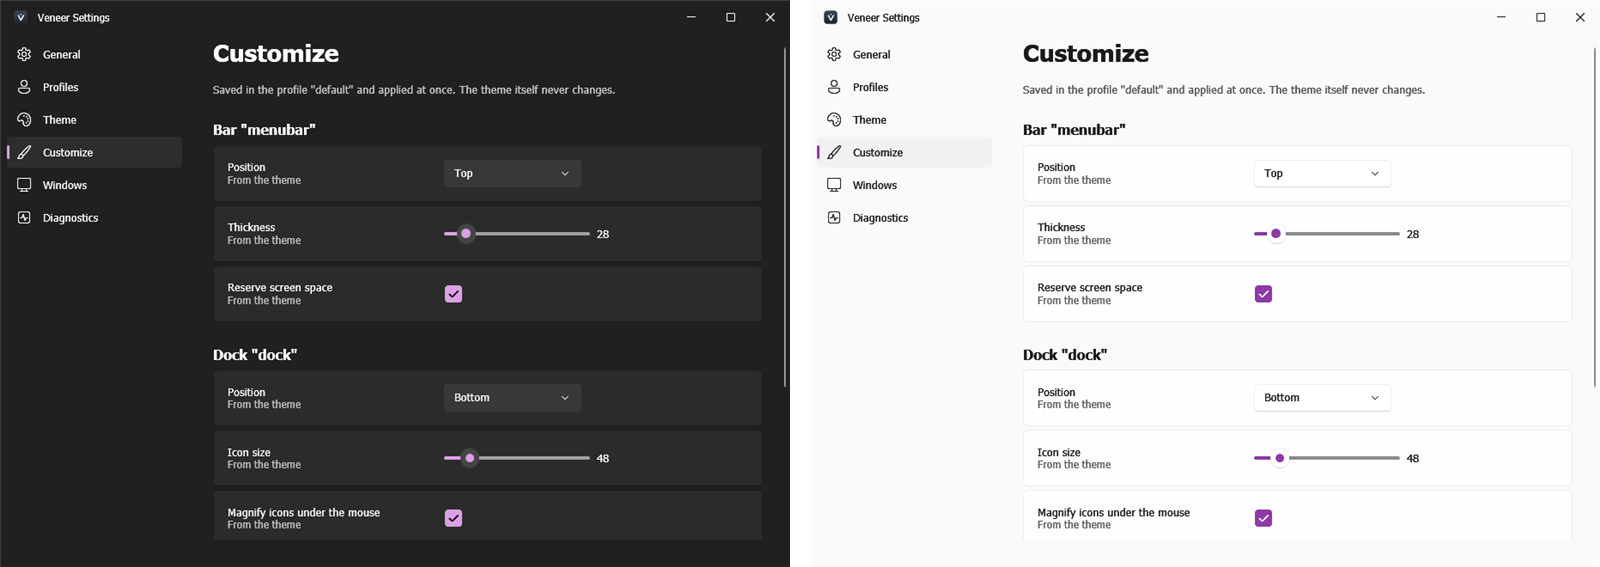 Veneer Settings
General
Profiles
Theme
Customize
Windows
Diagnostics
Customize
Saved in the profile "default" and applied at once. The theme itself never changes.
Bar "menubar"
Position
From the theme
Top
Thickness
From the theme
28
Reserve screen space
From the theme
Dock "dock"
Position
From the theme
Bottom
Icon size
From the theme
48
Magnify icons under the mouse
From the theme
Veneer Settings
General
Profiles
Theme
Customize
Windows
Diagnostics
Customize
Saved in the profile "default" and applied at once. The theme itself never changes.
Bar "menubar"
Position
From the theme
Top
Thickness
From the theme
28
Reserve screen space
From the theme
Dock "dock"
Position
From the theme
Bottom
Icon size
From the theme
48
Magnify icons under the mouse
From the theme